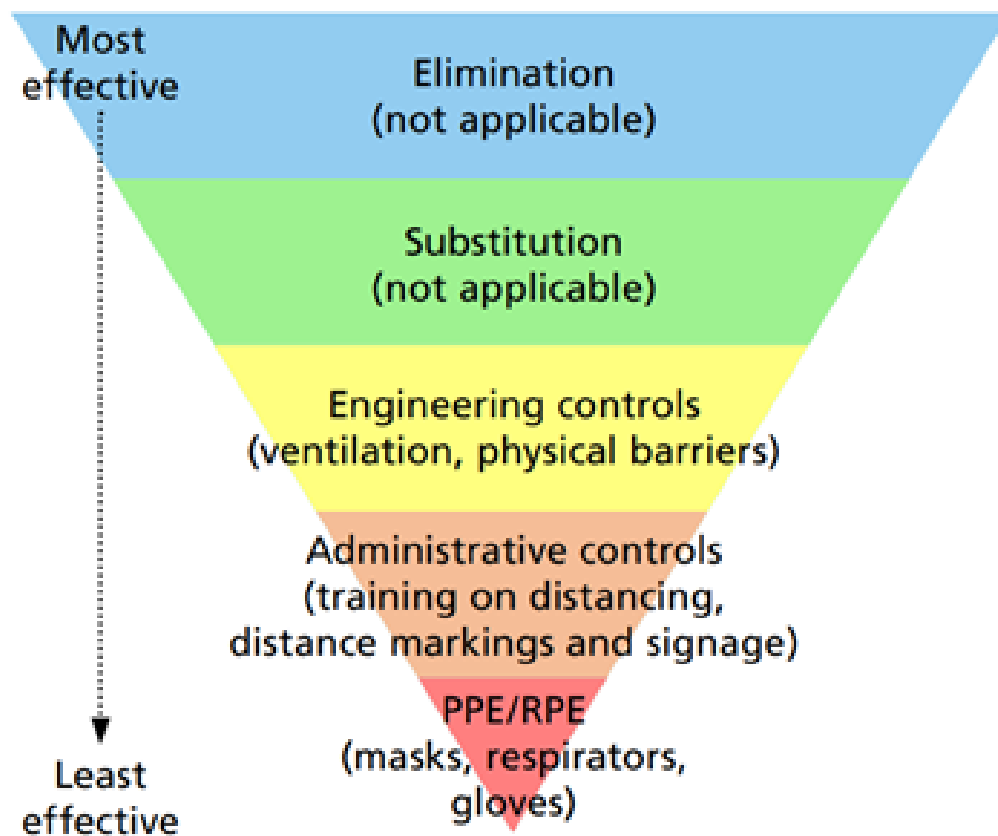 Most
effective
Elimination
(not applicable)
Substitution
(not applicable)
Engineering controls
(ventilation, physical barriers)
Administrative controls
(training on distancing,
distance markings and signage)
PPE/RPE
(masks, respirators,
gloves)
Least
effective